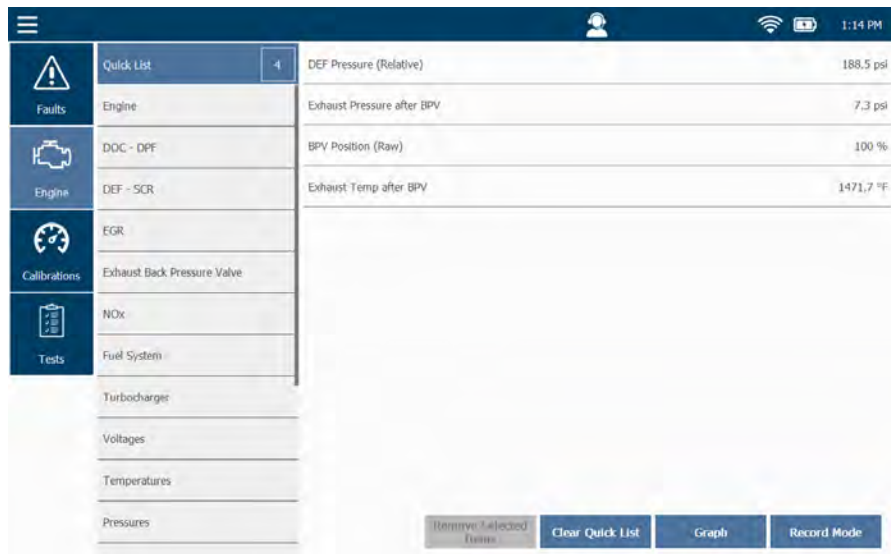 1:14 PM
Faults
Engine
Calibrations
Tests
Quick List 4
Engine
DOC - DPF
DEF - SCR
EGR
Exhaust Back Pressure Valve
NOx
Fuel System
Turbocharger
Voltages
Temperatures
Pressures
DEF Pressure (Relative) 188.5 psi
Exhaust Pressure after BPV 7.3 psi
BPV Position (Raw) 100 %
Exhaust Temp after BPV 1471.7 °F
Remove Selected
Items
Clear Quick List
Graph
Record Mode